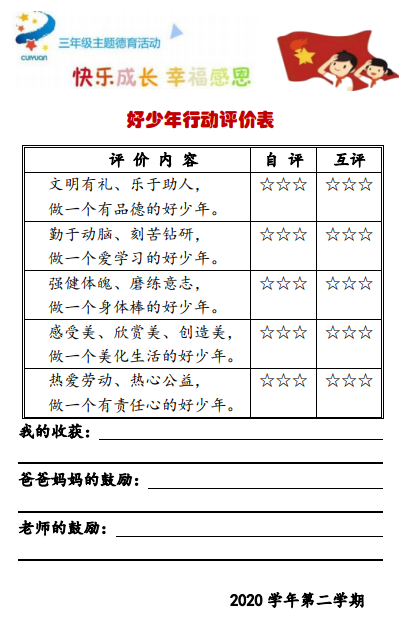 三年级主题德育活动
CUIYUAN
快乐成长 幸福感恩
好少年行动评价表
评 价 内 容 自 评 互评
文明有礼、乐于助人， ☆☆☆ ☆☆☆
做一个有品德的好少年。
勤于动脑、刻苦钻研， ☆☆☆ ☆☆☆
做一个爱学习的好少年。
强健体魄、磨练意志， ☆☆☆ ☆☆☆
做一个身体棒的好少年。
感受美、欣赏美、创造美， ☆☆☆ ☆☆☆
做一个美化生活的好少年。
热爱劳动、热心公益， ☆☆☆ ☆☆☆
做一个有责任心的好少年。
我的收获：
爸爸妈妈的鼓励：
老师的鼓励：
2020 学年第二学期